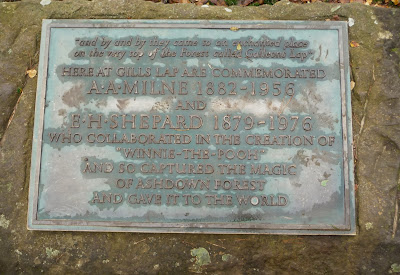 "and by and by they came to an enchanted place
on the very top of the forest called Galleon's Lap"
HERE AT GILLS LAP ARE COMMEMORATED
A.A.MILNE 1882-1956
AND
E.H.SHEPARD 1879-1976
WHO COLLABORATED IN THE CREATION OF
"WINNIE-THE-POOH"
AND SO CAPTURED THE MAGIC
OF ASHDOWN FOREST
AND GAVE IT TO THE WORLD